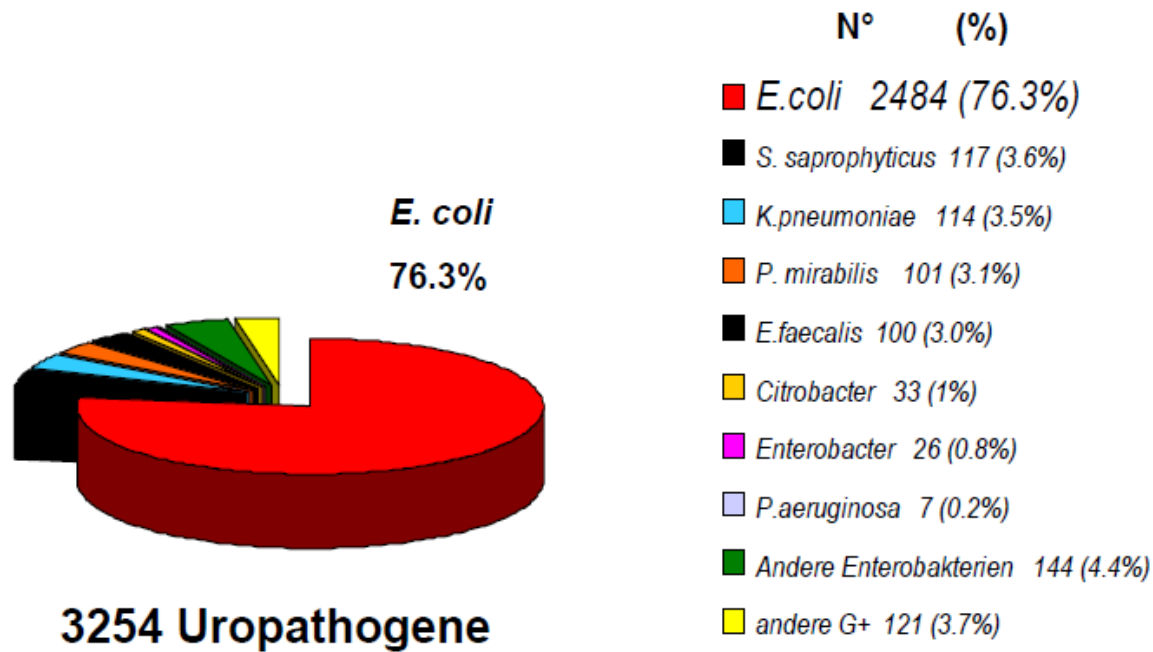 N° (%)
E.coli 2484 (76.3%)
S. saprophyticus 117 (3.6%)
K.pneumoniae 114 (3.5%)
P. mirabilis 101 (3.1%)
E.faecalis 100 (3.0%)
Citrobacter 33 (1%)
Enterobacter 26 (0.8%)
P.aeruginosa 7 (0.2%)
Andere Enterobakterien 144 (4.4%)
andere G+ 121 (3.7%)
E. coli
76.3%
3254 Uropathogene